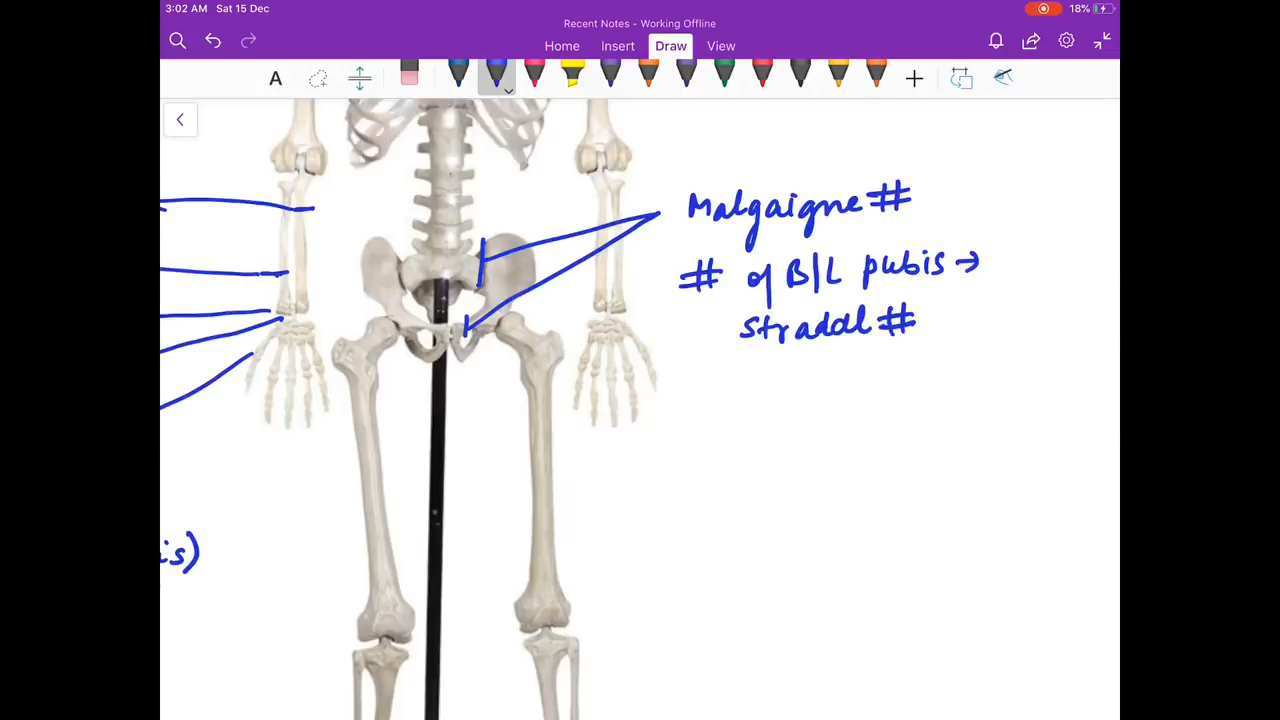 3:02 AM Sat 15 Dec
18%
Recent Notes - Working Offline
Home Insert Draw View
A
Malgaigne #
# of B/L pubis →
straddl #
is)